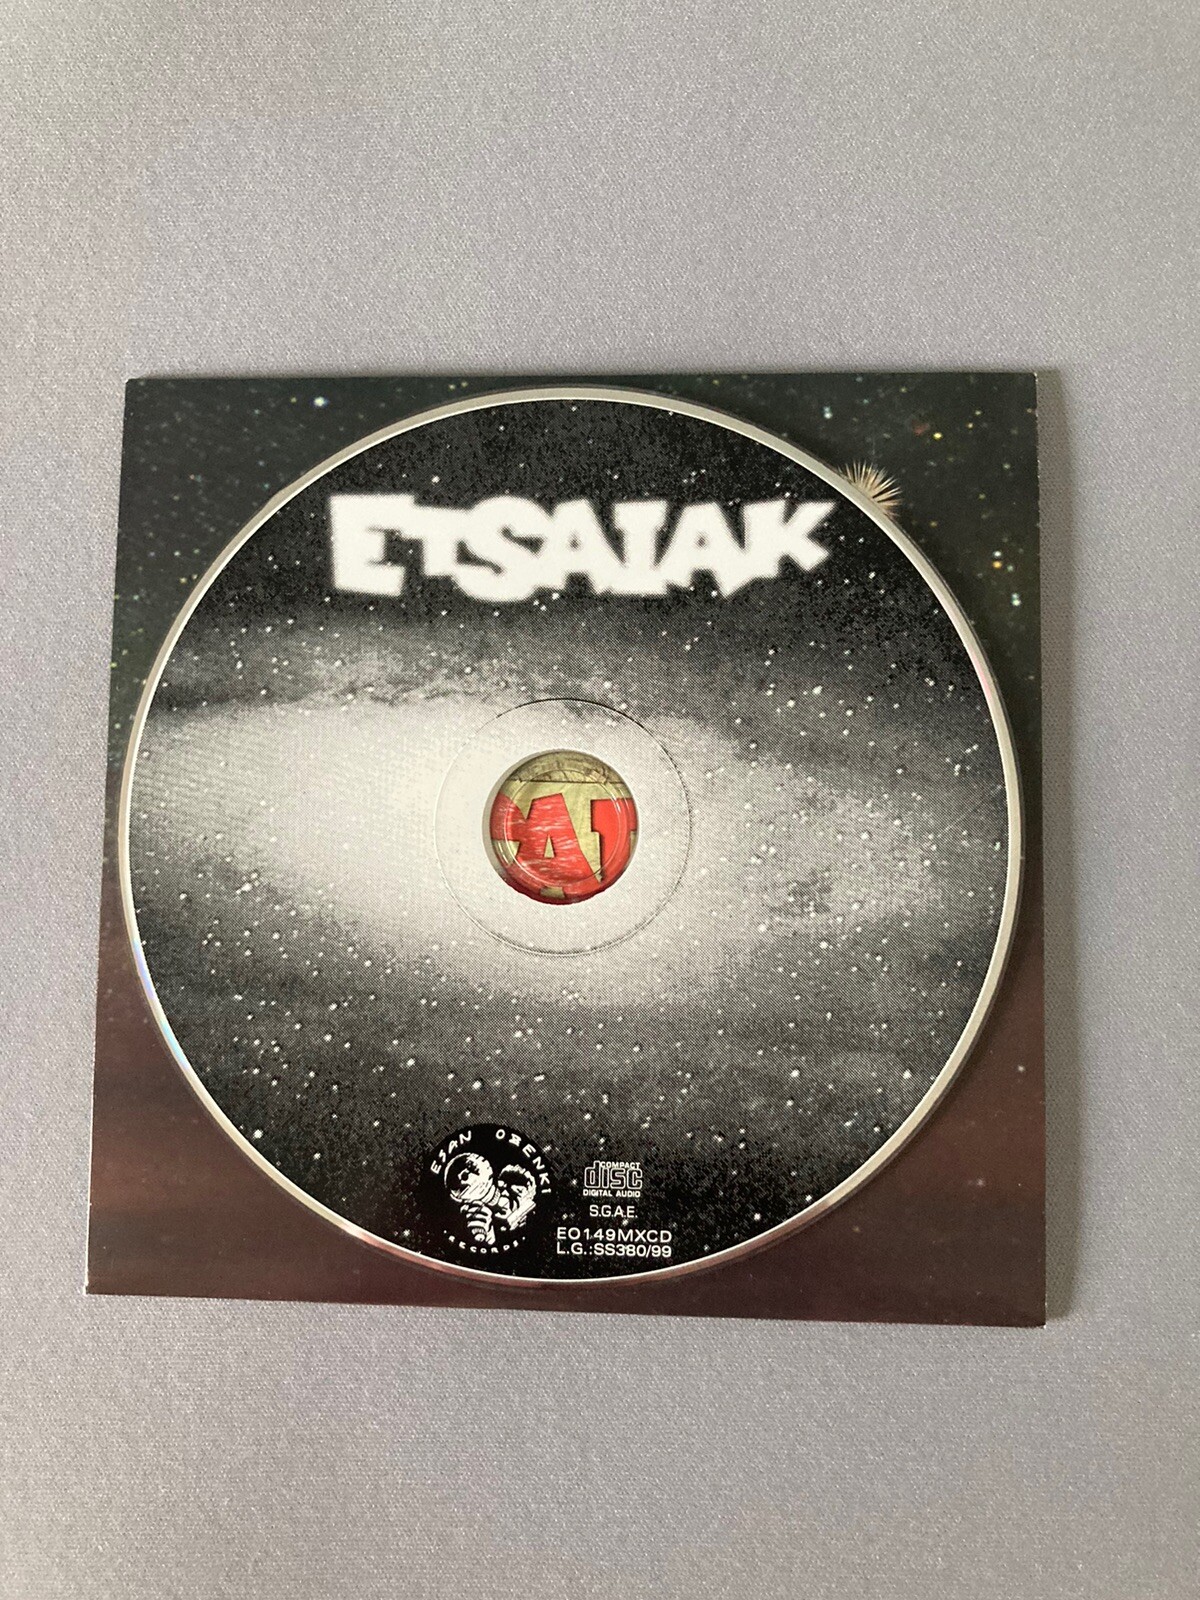 ETSAIAK
ESAN OZENKI
RECORDS
COMPACT
disc
DIGITAL AUDIO
S.G.A.E.
EO149MXCD
L.G.:SS380/99